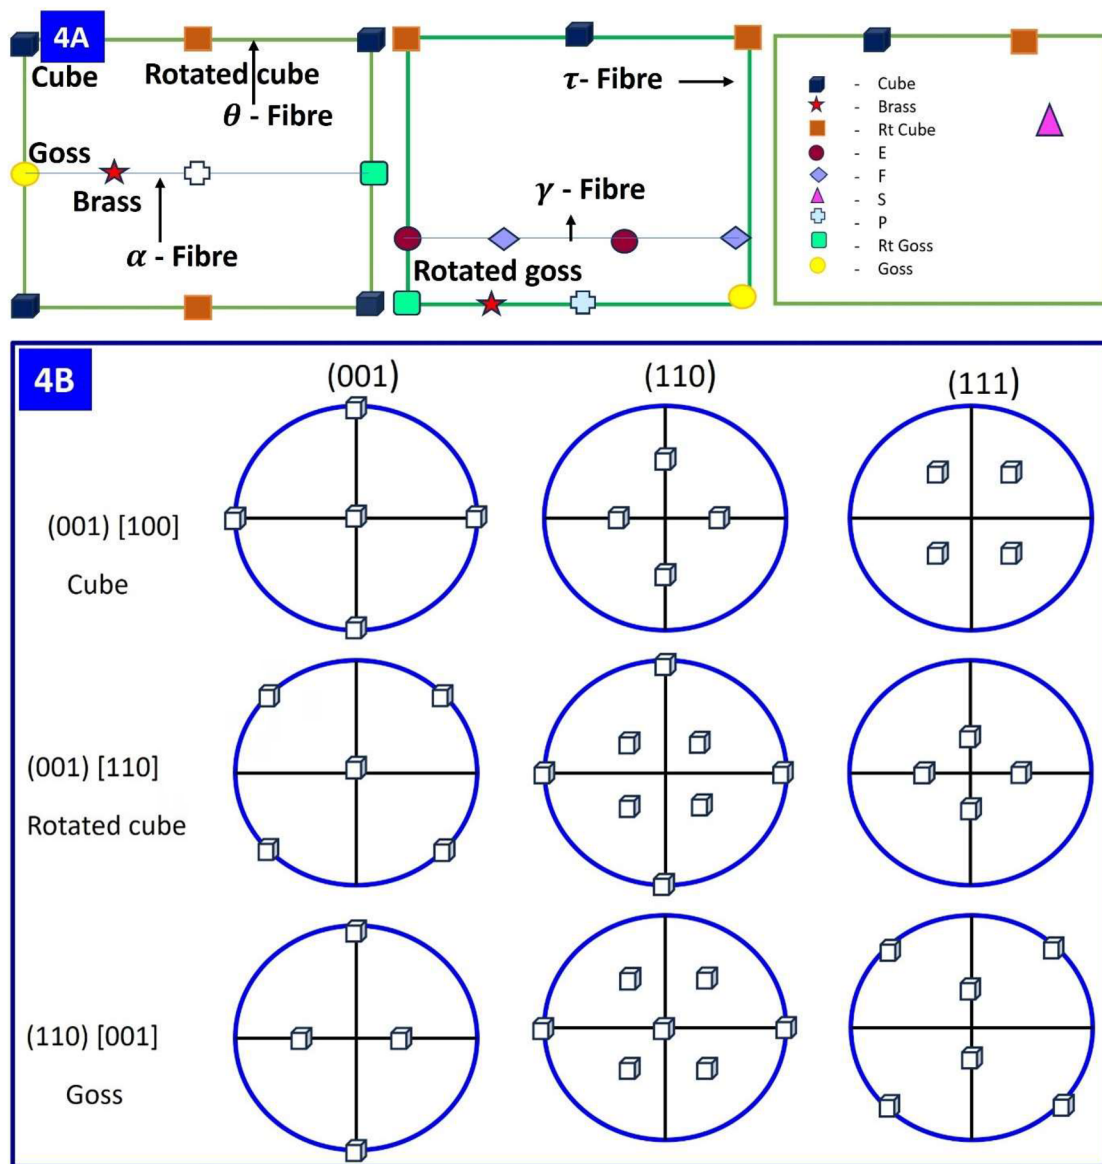 4A
Cube
Rotated cube
θ - Fibre
Goss
Brass
α - Fibre
τ- Fibre
γ - Fibre
Rotated goss
- Cube
- Brass
- Rt Cube
- E
- F
- S
- P
- Rt Goss
- Goss
4B
(001)
(110)
(111)
(001) [100]
Cube
(001) [110]
Rotated cube
(110) [001]
Goss